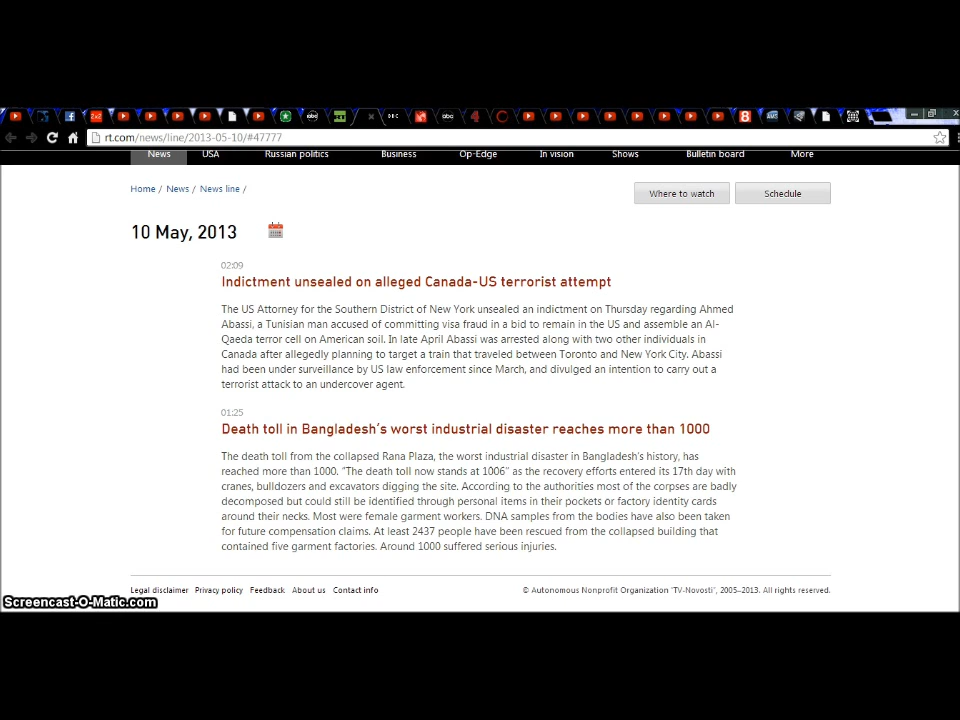 rt.com/news/line/2013-05-10/#47777
News USA Russian politics Business Op-Edge In vision Shows Bulletin board More
Home / News / News line /
Where to watch Schedule
10 May, 2013
02:09
Indictment unsealed on alleged Canada-US terrorist attempt
The US Attorney for the Southern District of New York unsealed an indictment on Thursday regarding Ahmed
Abassi, a Tunisian man accused of committing visa fraud in a bid to remain in the US and assemble an Al-
Qaeda terror cell on American soil. In late April Abassi was arrested along with two other individuals in
Canada after allegedly planning to target a train that traveled between Toronto and New York City. Abassi
had been under surveillance by US law enforcement since March, and divulged an intention to carry out a
terrorist attack to an undercover agent.
01:25
Death toll in Bangladesh's worst industrial disaster reaches more than 1000
The death toll from the collapsed Rana Plaza, the worst industrial disaster in Bangladesh's history, has
reached more than 1000. "The death toll now stands at 1006" as the recovery efforts entered its 17th day with
cranes, bulldozers and excavators digging the site. According to the authorities most of the corpses are badly
decomposed but could still be identified through personal items in their pockets or factory identity cards
around their necks. Most were female garment workers. DNA samples from the bodies have also been taken
for future compensation claims. At least 2437 people have been rescued from the collapsed building that
contained five garment factories. Around 1000 suffered serious injuries.
Legal disclaimer Privacy policy Feedback About us Contact info
© Autonomous Nonprofit Organization "TV-Novosti", 2005–2013. All rights reserved.
Screencast-O-Matic.com